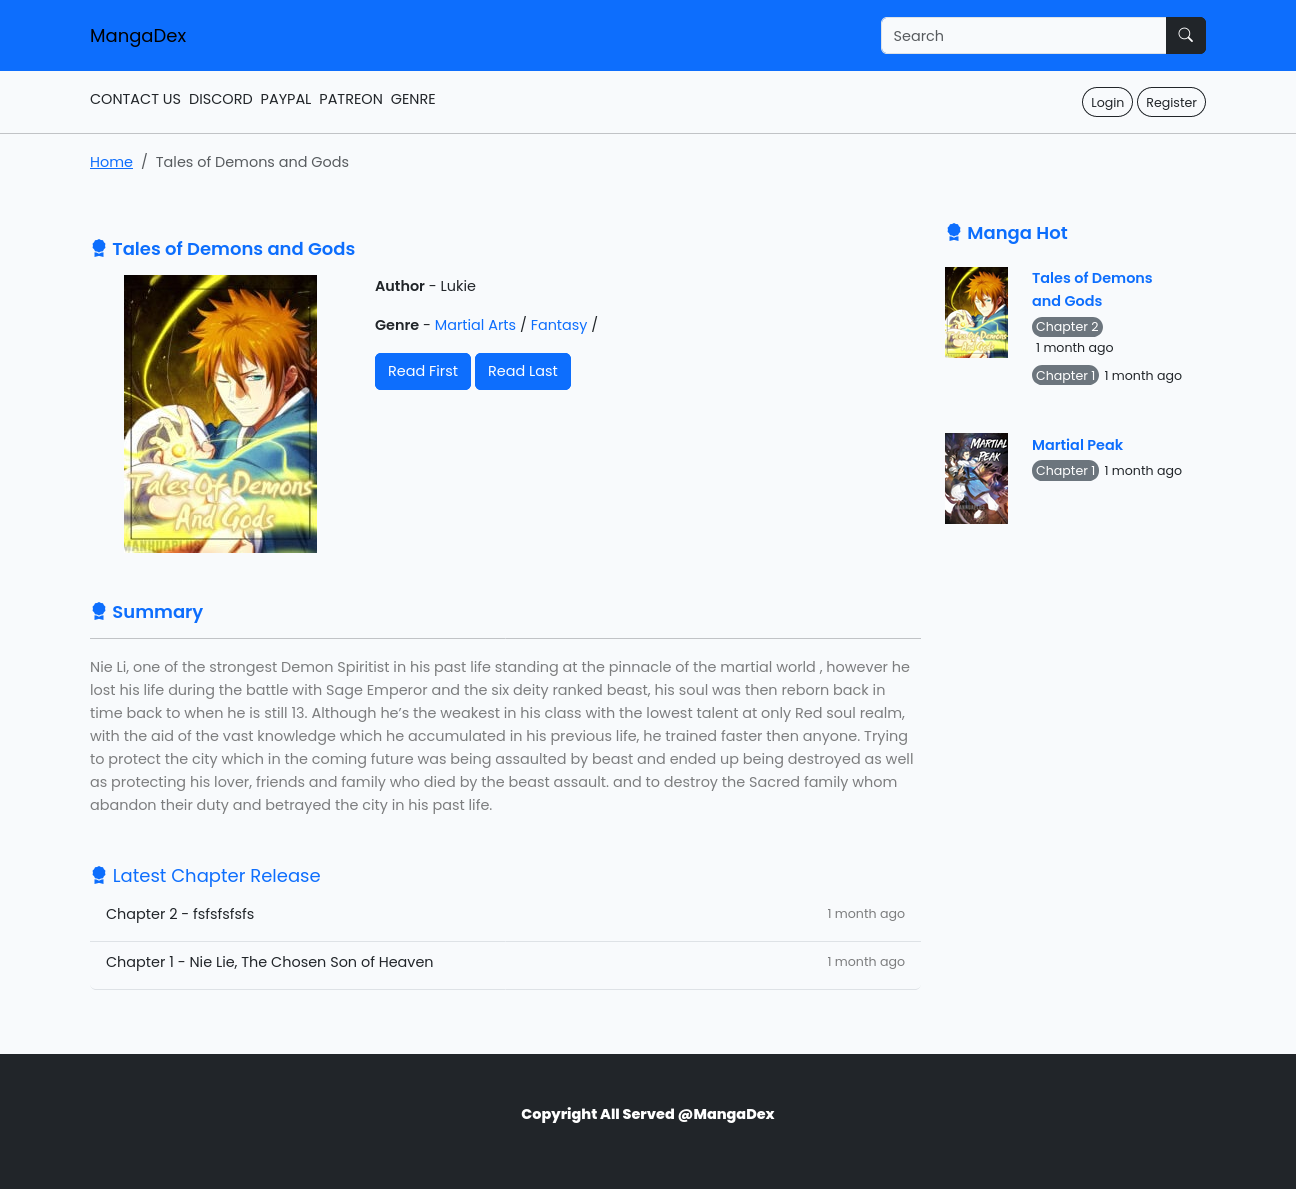 MangaDex
Search
CONTACT US DISCORD PAYPAL PATREON GENRE
Login Register
Home / Tales of Demons and Gods
Tales of Demons and Gods
Tales Of Demons
And Gods
MANHUAPLUS
Author - Lukie
Genre - Martial Arts / Fantasy /
Read First Read Last
Summary
Nie Li, one of the strongest Demon Spiritist in his past life standing at the pinnacle of the martial world , however he
lost his life during the battle with Sage Emperor and the six deity ranked beast, his soul was then reborn back in
time back to when he is still 13. Although he’s the weakest in his class with the lowest talent at only Red soul realm,
with the aid of the vast knowledge which he accumulated in his previous life, he trained faster then anyone. Trying
to protect the city which in the coming future was being assaulted by beast and ended up being destroyed as well
as protecting his lover, friends and family who died by the beast assault. and to destroy the Sacred family whom
abandon their duty and betrayed the city in his past life.
Latest Chapter Release
Chapter 2 - fsfsfsfsfs 1 month ago
Chapter 1 - Nie Lie, The Chosen Son of Heaven 1 month ago
Manga Hot
Tales Of Demons
And Gods
Tales of Demons
and Gods
Chapter 2
1 month ago
Chapter 1 1 month ago
MARTIAL
PEAK
Martial Peak
Chapter 1 1 month ago
Copyright All Served @MangaDex